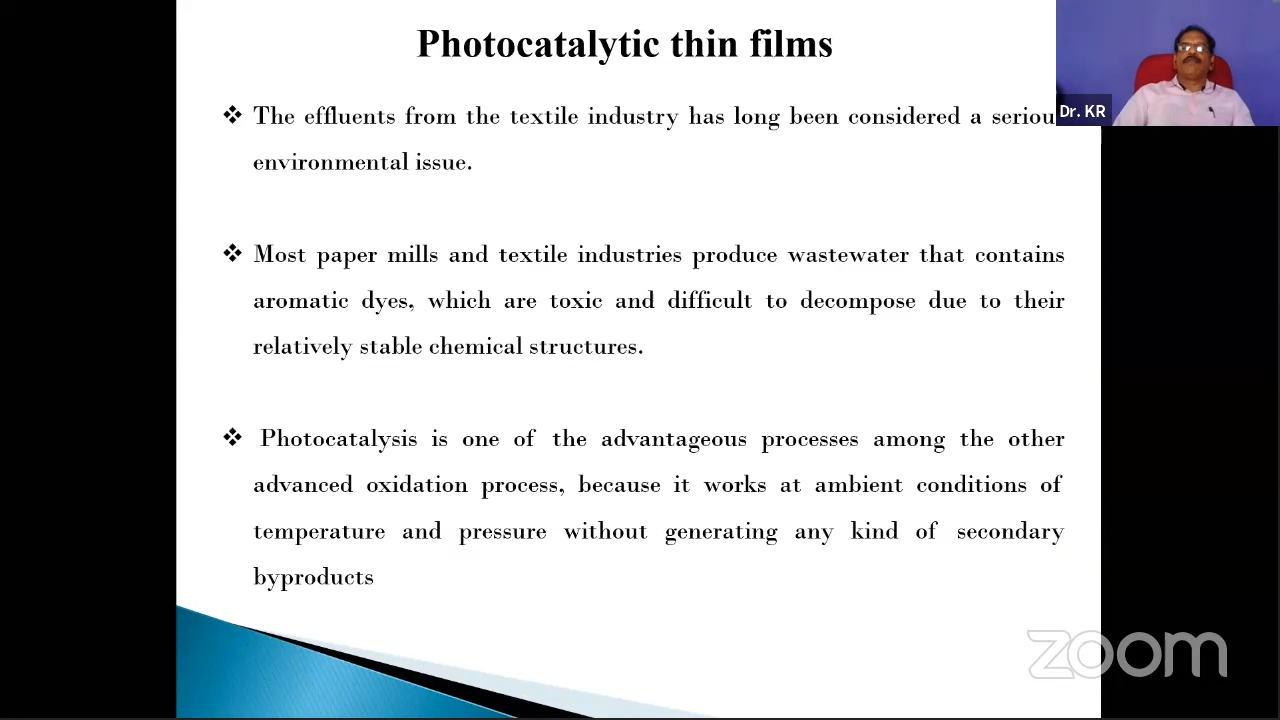 Photocatalytic thin films
Dr. KR
❖ The effluents from the textile industry has long been considered a seriou
environmental issue.
❖ Most paper mills and textile industries produce wastewater that contains
aromatic dyes, which are toxic and difficult to decompose due to their
relatively stable chemical structures.
❖ Photocatalysis is one of the advantageous processes among the other
advanced oxidation process, because it works at ambient conditions of
temperature and pressure without generating any kind of secondary
byproducts
zoom